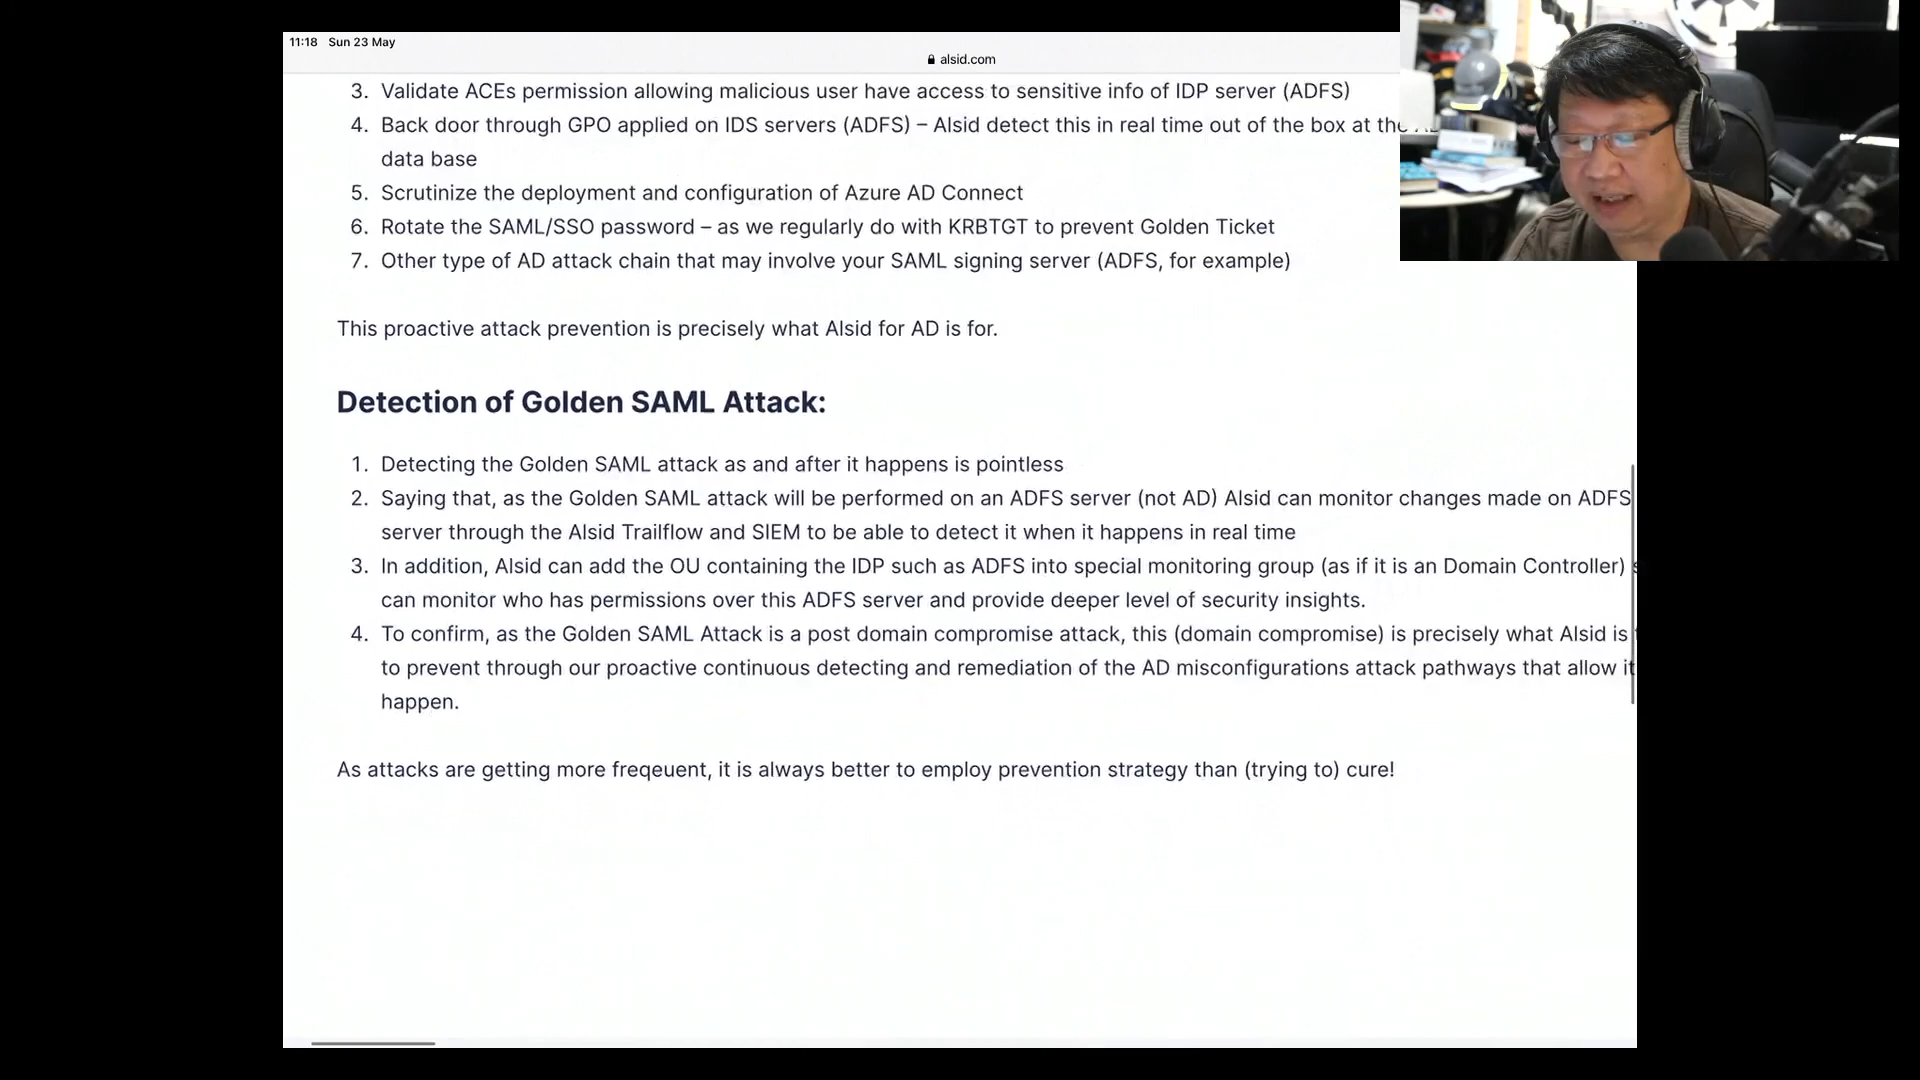 11:18 Sun 23 May
alsid.com
3. Validate ACEs permission allowing malicious user have access to sensitive info of IDP server (ADFS)
4. Back door through GPO applied on IDS servers (ADFS) – Alsid detect this in real time out of the box at the
data base
5. Scrutinize the deployment and configuration of Azure AD Connect
6. Rotate the SAML/SSO password – as we regularly do with KRBTGT to prevent Golden Ticket
7. Other type of AD attack chain that may involve your SAML signing server (ADFS, for example)
This proactive attack prevention is precisely what Alsid for AD is for.
Detection of Golden SAML Attack:
1. Detecting the Golden SAML attack as and after it happens is pointless
2. Saying that, as the Golden SAML attack will be performed on an ADFS server (not AD) Alsid can monitor changes made on ADFS
server through the Alsid Trailflow and SIEM to be able to detect it when it happens in real time
3. In addition, Alsid can add the OU containing the IDP such as ADFS into special monitoring group (as if it is an Domain Controller)
can monitor who has permissions over this ADFS server and provide deeper level of security insights.
4. To confirm, as the Golden SAML Attack is a post domain compromise attack, this (domain compromise) is precisely what Alsid is
to prevent through our proactive continuous detecting and remediation of the AD misconfigurations attack pathways that allow it
happen.
As attacks are getting more freqeuent, it is always better to employ prevention strategy than (trying to) cure!